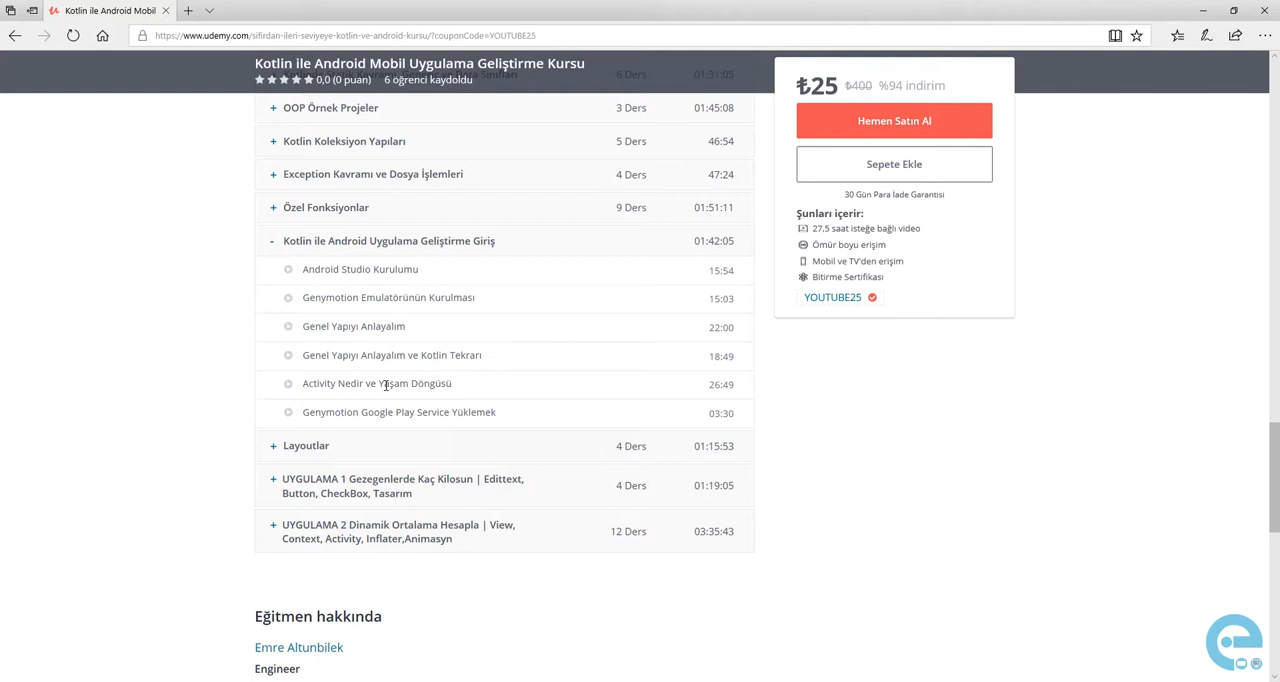 Kotlin ile Android Mobil
https://www.udemy.com/sifirdan-ileri-seviyeye-kotlin-ve-android-kursu/?couponCode=YOUTUBE25
Kotlin ile Android Mobil Uygulama Geliştirme Kursu
0,0 (0 puan) 6 öğrenci kaydoldu
6 Ders 01:31:05
+ OOP Örnek Projeler 3 Ders 01:45:08
+ Kotlin Koleksiyon Yapıları 5 Ders 46:54
+ Exception Kavramı ve Dosya İşlemleri 4 Ders 47:24
+ Özel Fonksiyonlar 9 Ders 01:51:11
- Kotlin ile Android Uygulama Geliştirme Giriş 01:42:05
Android Studio Kurulumu 15:54
Genymotion Emulatörünün Kurulması 15:03
Genel Yapıyı Anlayalım 22:00
Genel Yapıyı Anlayalım ve Kotlin Tekrarı 18:49
Activity Nedir ve Yaşam Döngüsü 26:49
Genymotion Google Play Service Yüklemek 03:30
+ Layoutlar 4 Ders 01:15:53
+ UYGULAMA 1 Gezegenlerde Kaç Kilosun | Edittext,
Button, CheckBox, Tasarım 4 Ders 01:19:05
+ UYGULAMA 2 Dinamik Ortalama Hesapla | View,
Context, Activity, Inflater,Animasyn 12 Ders 03:35:43
Eğitmen hakkında
Emre Altunbilek
Engineer
₺25 ₺400 %94 indirim
Hemen Satın Al
Sepete Ekle
30 Gün Para İade Garantisi
Şunları içerir:
27,5 saat isteğe bağlı video
Ömür boyu erişim
Mobil ve TV'den erişim
Bitirme Sertifikası
YOUTUBE25